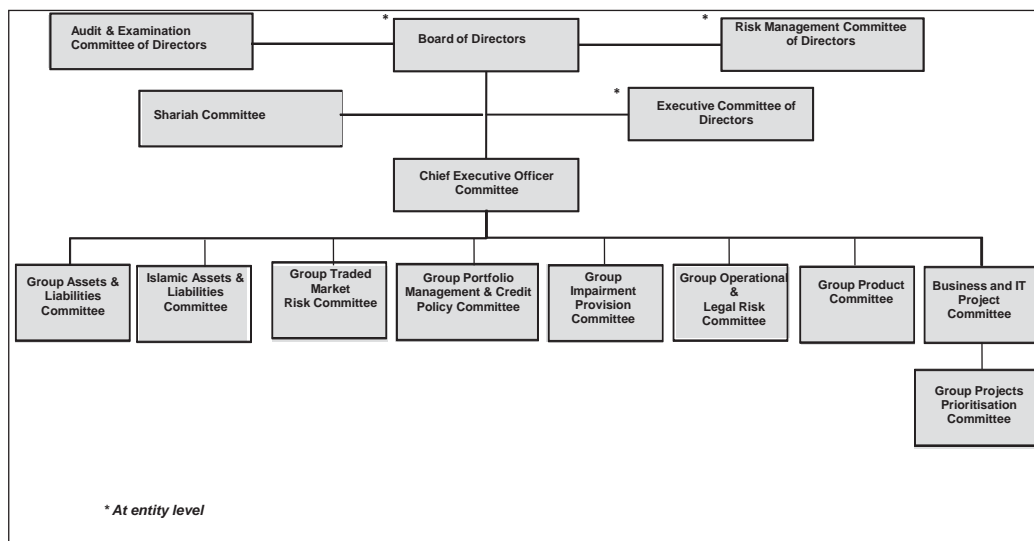 *
*
Audit & Examination
Committee of Directors
Board of Directors
Risk Management Committee
of Directors
*
Shariah Committee
Executive Committee of
Directors
Chief Executive Officer
Committee
Group Assets &
Liabilities
Committee
Islamic Assets &
Liabilities
Committee
Group Traded
Market
Risk Committee
Group Portfolio
Management & Credit
Policy Committee
Group
Impairment
Provision
Committee
Group Operational
&
Legal Risk
Committee
Group Product
Committee
Business and IT
Project
Committee
Group Projects
Prioritisation
Committee
* At entity level